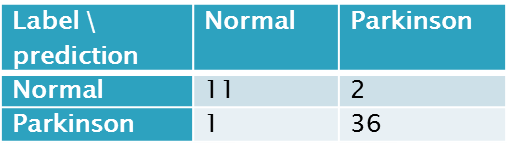 Label \ Normal Parkinson
prediction
Normal 11 2
Parkinson 1 36